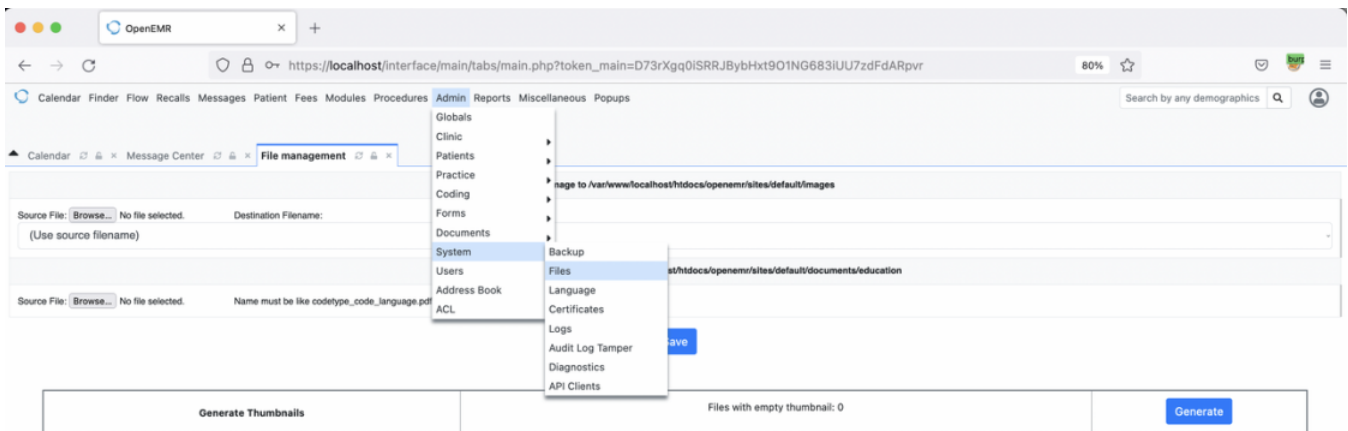 OpenEMR
https://localhost/interface/main/tabs/main.php?token_main=D73rXgq0iSRRJBybHxt9O1NG683iUU7zdFdARpvr 80%
Calendar Finder Flow Recalls Messages Patient Fees Modules Procedures Admin Reports Miscellaneous Popups Search by any demographics
Globals
Clinic
Calendar Message Center File management Patients
Practice
nage to /var/www/localhost/htdocs/openemr/sites/default/images
Coding
Source File: Browse... No file selected. Destination Filename: Forms
(Use source filename) Documents
System Backup
Users Files st/htdocs/openemr/sites/default/documents/education
Address Book Language
Source File: Browse... No file selected. Name must be like codetype_code_language.pdf ACL Certificates
Logs
Audit Log Tamper ave
Diagnostics
API Clients
Generate Thumbnails Files with empty thumbnail: 0 Generate